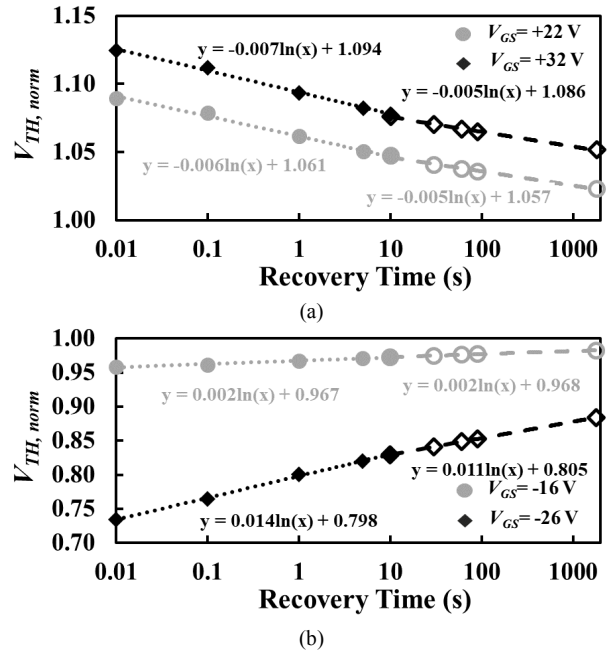 (a)
1.15
1.10
1.05
1.00
V_TH, norm
y = -0.007ln(x) + 1.094
V_GS= +22 V
V_GS= +32 V
y = -0.005ln(x) + 1.086
y = -0.006ln(x) + 1.061
y = -0.005ln(x) + 1.057
0.01 0.1 1 10 100 1000
Recovery Time (s)
(a)
1.00
0.95
0.90
0.85
0.80
0.75
0.70
V_TH, norm
y = 0.002ln(x) + 0.967
y = 0.002ln(x) + 0.968
y = 0.011ln(x) + 0.805
V_GS= -16 V
V_GS= -26 V
y = 0.014ln(x) + 0.798
0.01 0.1 1 10 100 1000
Recovery Time (s)
(b)